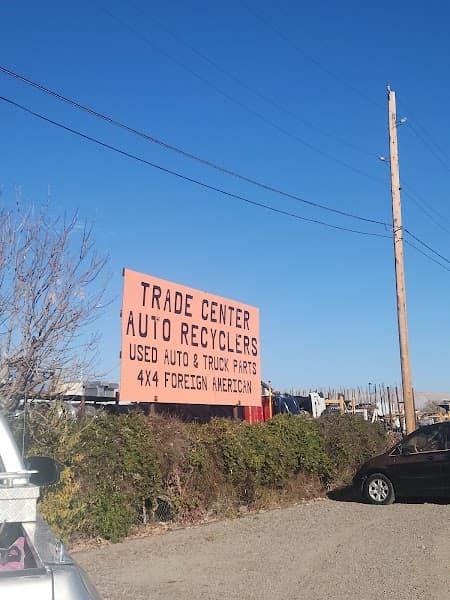 TRADE CENTER
AUTO RECYCLERS
USED AUTO & TRUCK PARTS
4X4 FOREIGN AMERICAN